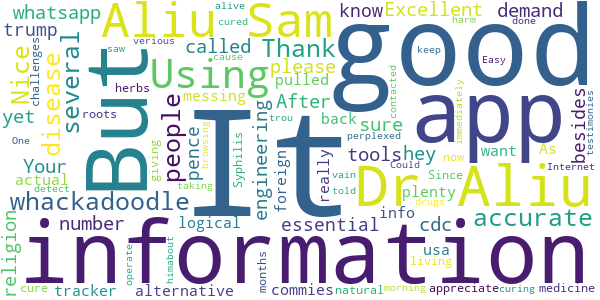 whatsapp
trump
Aliu Sam
But
good
Excellent
know
demand
called
Thank
alive
cured
saw
verious
Nice
challenges
several
Using
please
After
pulled
messing
herbs
roots
disease
yet
people
back
sure
app
contacted
keep
Easy
cause
harm
done
trou
besides
immediately
perplexed
testimonies
One
Your
actual
detect
giving
browsing
pence
engineering
Syphilis
foreign
really
tools
hey
want
As
Could
now
Internet
It
Dr Aliu
whackadoodle
number
logical
info
essential
vain
told
Since
plenty
drugs
cdc
accurate
religion
information
cure
tracker
operate
alternative
taking
himabout
months
commies
natural
usa
living
morning
appreciate
curing
medicine